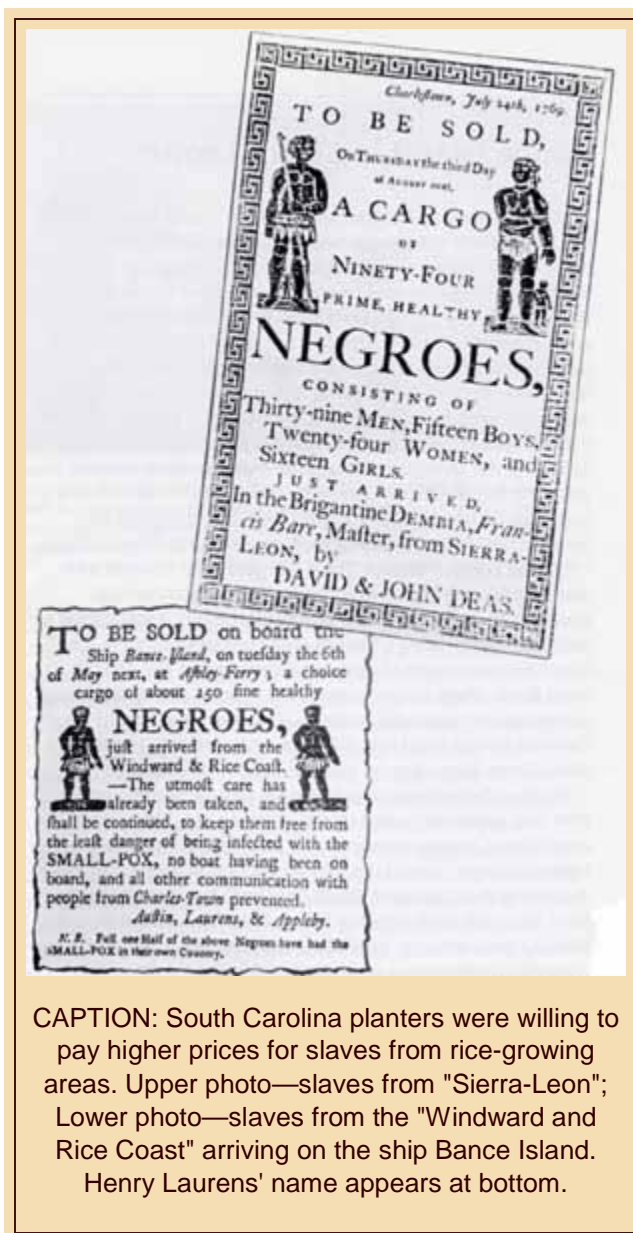 Charlestown, July 24th, 1769.
TO BE SOLD,
On THURSDAY the third Day
of AUGUST next,
A CARGO
OF
NINETY-FOUR
PRIME, HEALTHY
NEGROES,
CONSISTING OF
Thirty-nine MEN, Fifteen BOYS,
Twenty-four WOMEN, and
Sixteen GIRLS.
JUST ARRIVED,
In the Brigantine DEMBIA, Fran-
cis Bare, Maſter, from SIERRA-
LEON, by
DAVID & JOHN DEAS.
TO BE SOLD on board the
Ship Bance-Iſland, on tueſday the 6th
of May next, at Aſhley-Ferry; a choice
cargo of about 250 fine healthy
NEGROES,
juſt arrived from the
Windward & Rice Coaſt.
—The utmoſt care has
already been taken, and
ſhall be continued, to keep them free from
the leaſt danger of being infected with the
SMALL-POX, no boat having been on
board, and all other communication with
people from Charles-Town prevented.
Auſtin, Laurens, & Appleby.
N. B. Full one Half of the above Negroes have had the
SMALL-POX in their own Country.
CAPTION: South Carolina planters were willing to
pay higher prices for slaves from rice-growing
areas. Upper photo—slaves from "Sierra-Leon";
Lower photo—slaves from the "Windward and
Rice Coast" arriving on the ship Bance Island.
Henry Laurens' name appears at bottom.